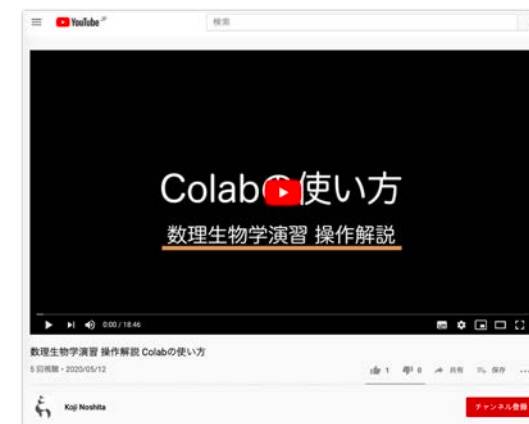 YouTube JP
検索
Colabの使い方
数理生物学演習 操作解説
0:00 / 18:46
数理生物学演習 操作解説 Colabの使い方
5 回視聴・2020/05/12
1 0 共有 保存
Koji Noshita
チャンネル登録